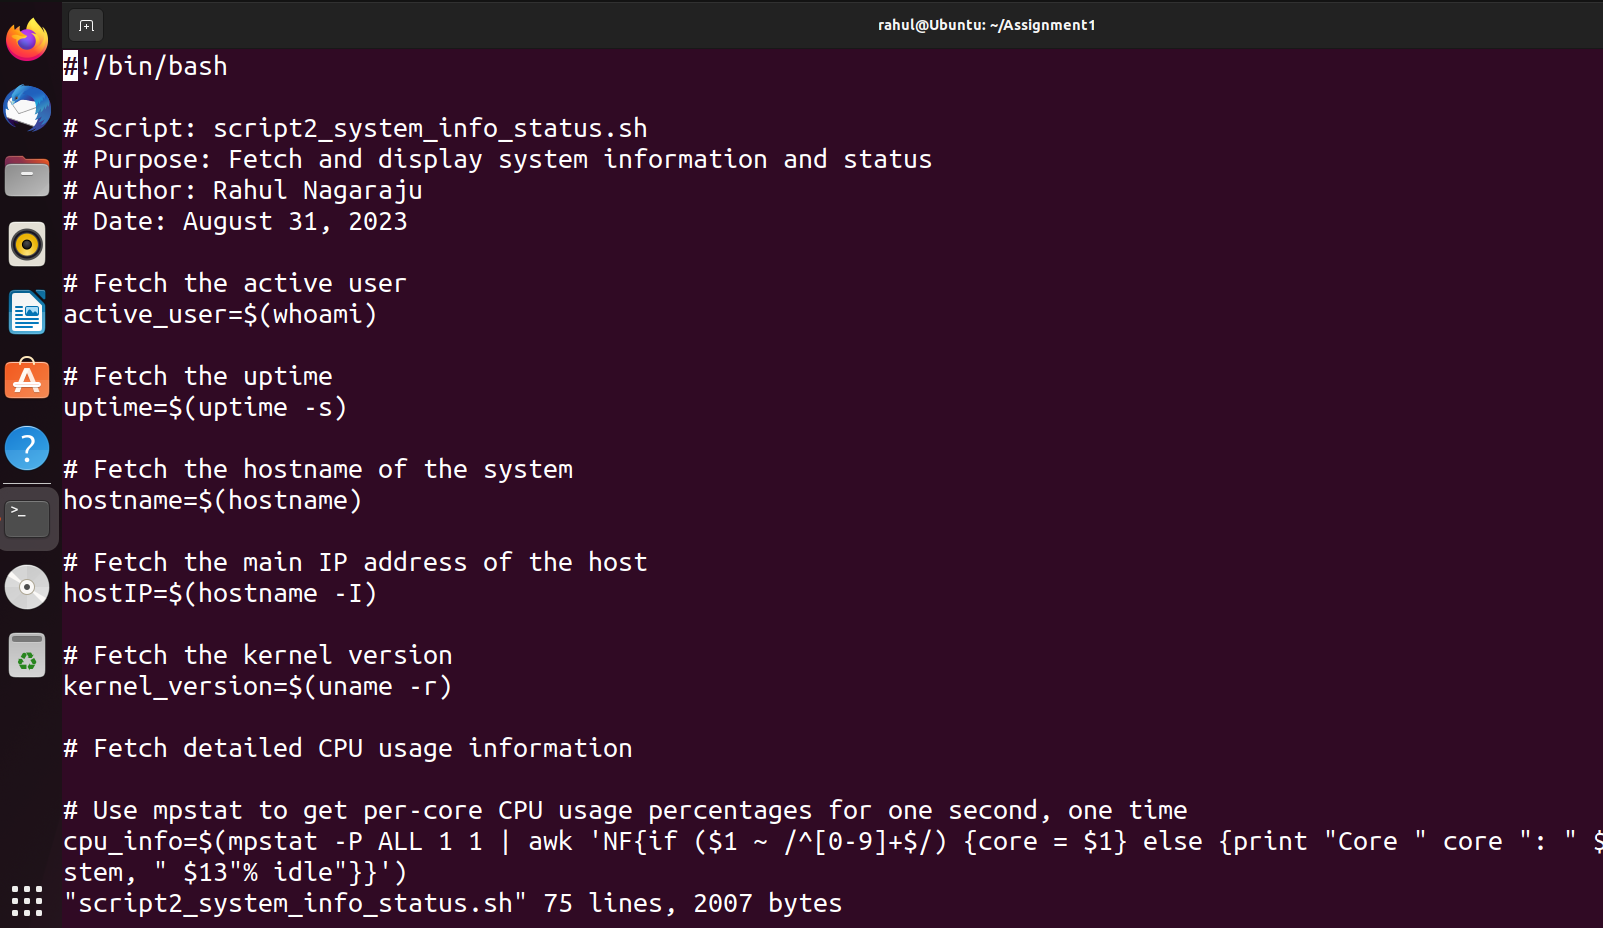 rahul@Ubuntu: ~/Assignment1
#!/bin/bash
# Script: script2_system_info_status.sh
# Purpose: Fetch and display system information and status
# Author: Rahul Nagaraju
# Date: August 31, 2023
# Fetch the active user
active_user=$(whoami)
# Fetch the uptime
uptime=$(uptime -s)
# Fetch the hostname of the system
hostname=$(hostname)
# Fetch the main IP address of the host
hostIP=$(hostname -I)
# Fetch the kernel version
kernel_version=$(uname -r)
# Fetch detailed CPU usage information
# Use mpstat to get per-core CPU usage percentages for one second, one time
cpu_info=$(mpstat -P ALL 1 1 | awk 'NF{if ($1 ~ /^[0-9]+$/) {core = $1} else {print "Core " core ": " $
stem, " $13"% idle"}}')
"script2_system_info_status.sh" 75 lines, 2007 bytes